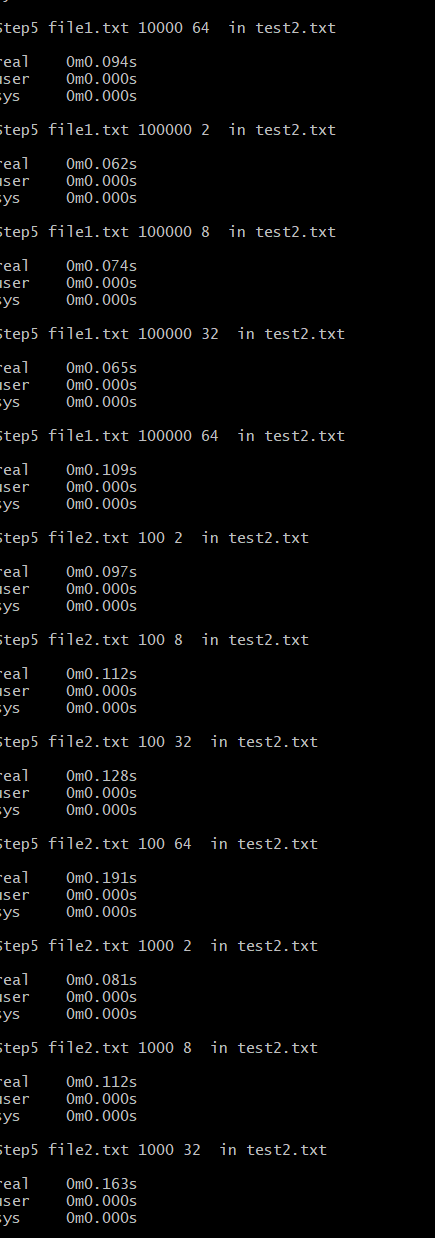 Step5 file1.txt 10000 64  in test2.txt
real    0m0.094s
user    0m0.000s
sys     0m0.000s
Step5 file1.txt 100000 2  in test2.txt
real    0m0.062s
user    0m0.000s
sys     0m0.000s
Step5 file1.txt 100000 8  in test2.txt
real    0m0.074s
user    0m0.000s
sys     0m0.000s
Step5 file1.txt 100000 32  in test2.txt
real    0m0.065s
user    0m0.000s
sys     0m0.000s
Step5 file1.txt 100000 64  in test2.txt
real    0m0.109s
user    0m0.000s
sys     0m0.000s
Step5 file2.txt 100 2  in test2.txt
real    0m0.097s
user    0m0.000s
sys     0m0.000s
Step5 file2.txt 100 8  in test2.txt
real    0m0.112s
user    0m0.000s
sys     0m0.000s
Step5 file2.txt 100 32  in test2.txt
real    0m0.128s
user    0m0.000s
sys     0m0.000s
Step5 file2.txt 100 64  in test2.txt
real    0m0.191s
user    0m0.000s
sys     0m0.000s
Step5 file2.txt 1000 2  in test2.txt
real    0m0.081s
user    0m0.000s
sys     0m0.000s
Step5 file2.txt 1000 8  in test2.txt
real    0m0.112s
user    0m0.000s
sys     0m0.000s
Step5 file2.txt 1000 32  in test2.txt
real    0m0.163s
user    0m0.000s
sys     0m0.000s